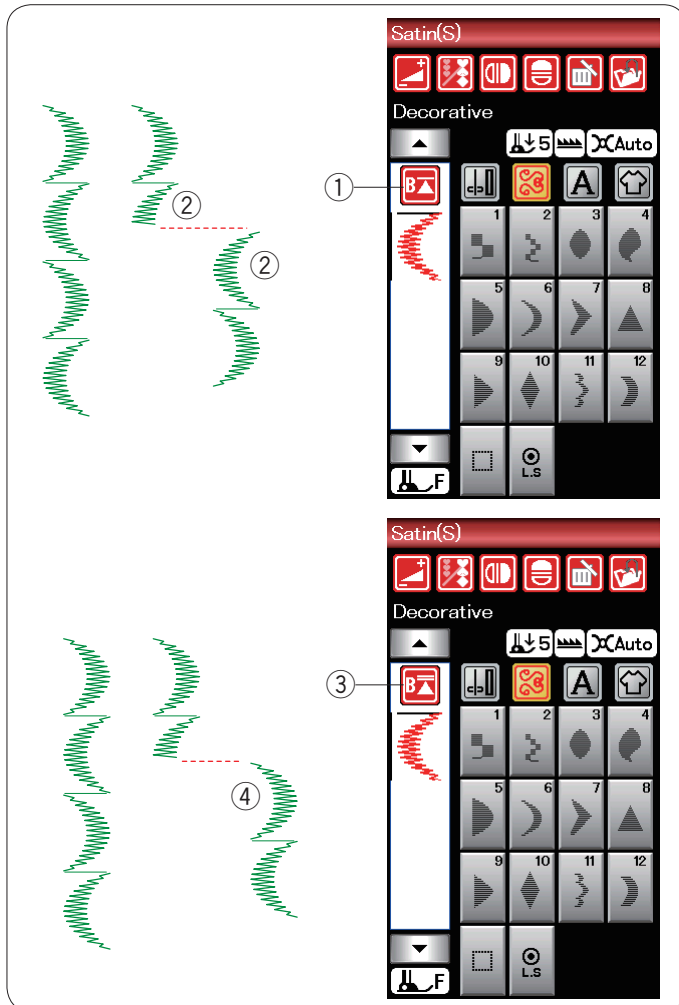 Satin(S)
Decorative
5 Auto
① B A
② 1 2 3 4
②
5 6 7 8
9 10 11 12
L.S
F
Satin(S)
Decorative
5 Auto
③ B A
1 2 3 4
④
5 6 7 8
9 10 11 12
L.S
F